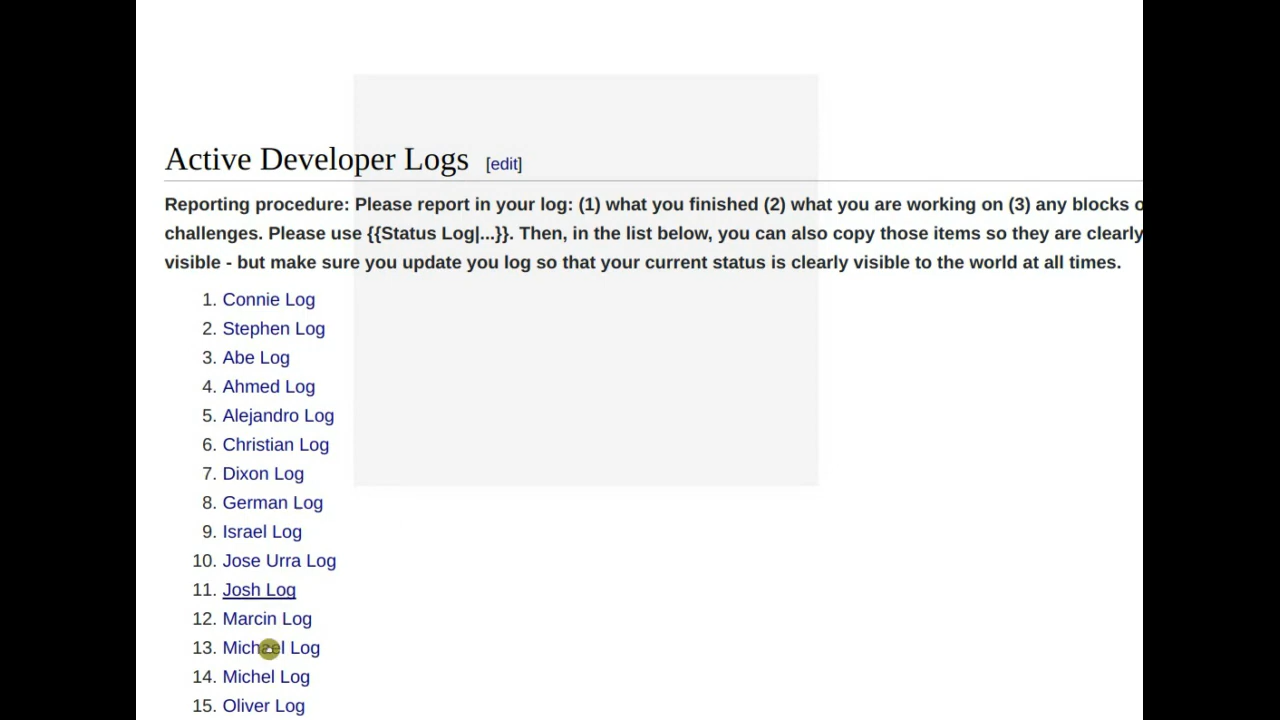 Active Developer Logs [edit]
Reporting procedure: Please report in your log: (1) what you finished (2) what you are working on (3) any blocks
challenges. Please use {{Status Log|...}}. Then, in the list below, you can also copy those items so they are clearly
visible - but make sure you update you log so that your current status is clearly visible to the world at all times.
1. Connie Log
2. Stephen Log
3. Abe Log
4. Ahmed Log
5. Alejandro Log
6. Christian Log
7. Dixon Log
8. German Log
9. Israel Log
10. Jose Urra Log
11. Josh Log
12. Marcin Log
13. Michael Log
14. Michel Log
15. Oliver Log